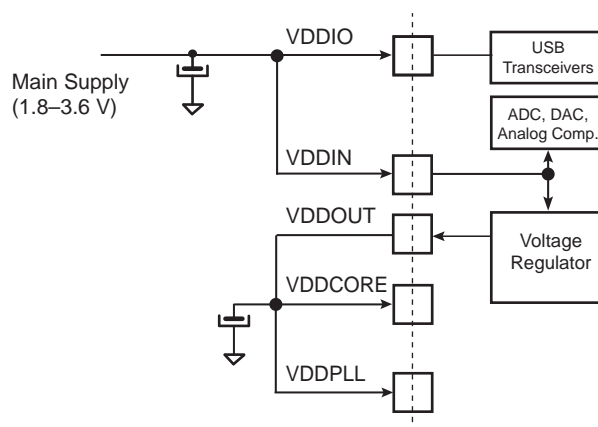 VDDIO
USB
Transceivers
Main Supply
(1.8–3.6 V)
ADC, DAC,
Analog Comp.
VDDIN
VDDOUT
Voltage
Regulator
VDDCORE
VDDPLL